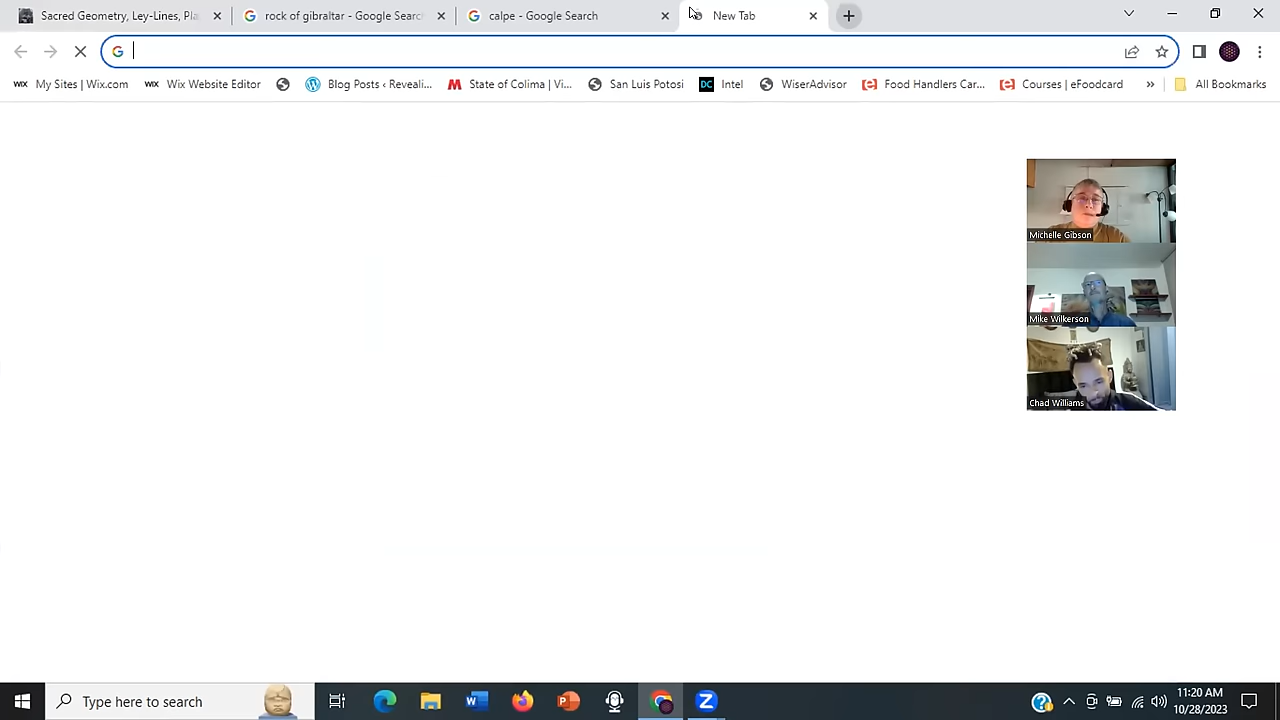 Sacred Geometry, Ley-Lines, Pla
rock of gibraltar - Google Search
calpe - Google Search
New Tab
My Sites | Wix.com
Wix Website Editor
Blog Posts ‹ Reveali...
State of Colima | Vi...
San Luis Potosi
Intel
WiserAdvisor
Food Handlers Car...
Courses | eFoodcard
All Bookmarks
Michelle Gibson
Mike Wilkerson
Chad Williams
Type here to search
11:20 AM
10/28/2023